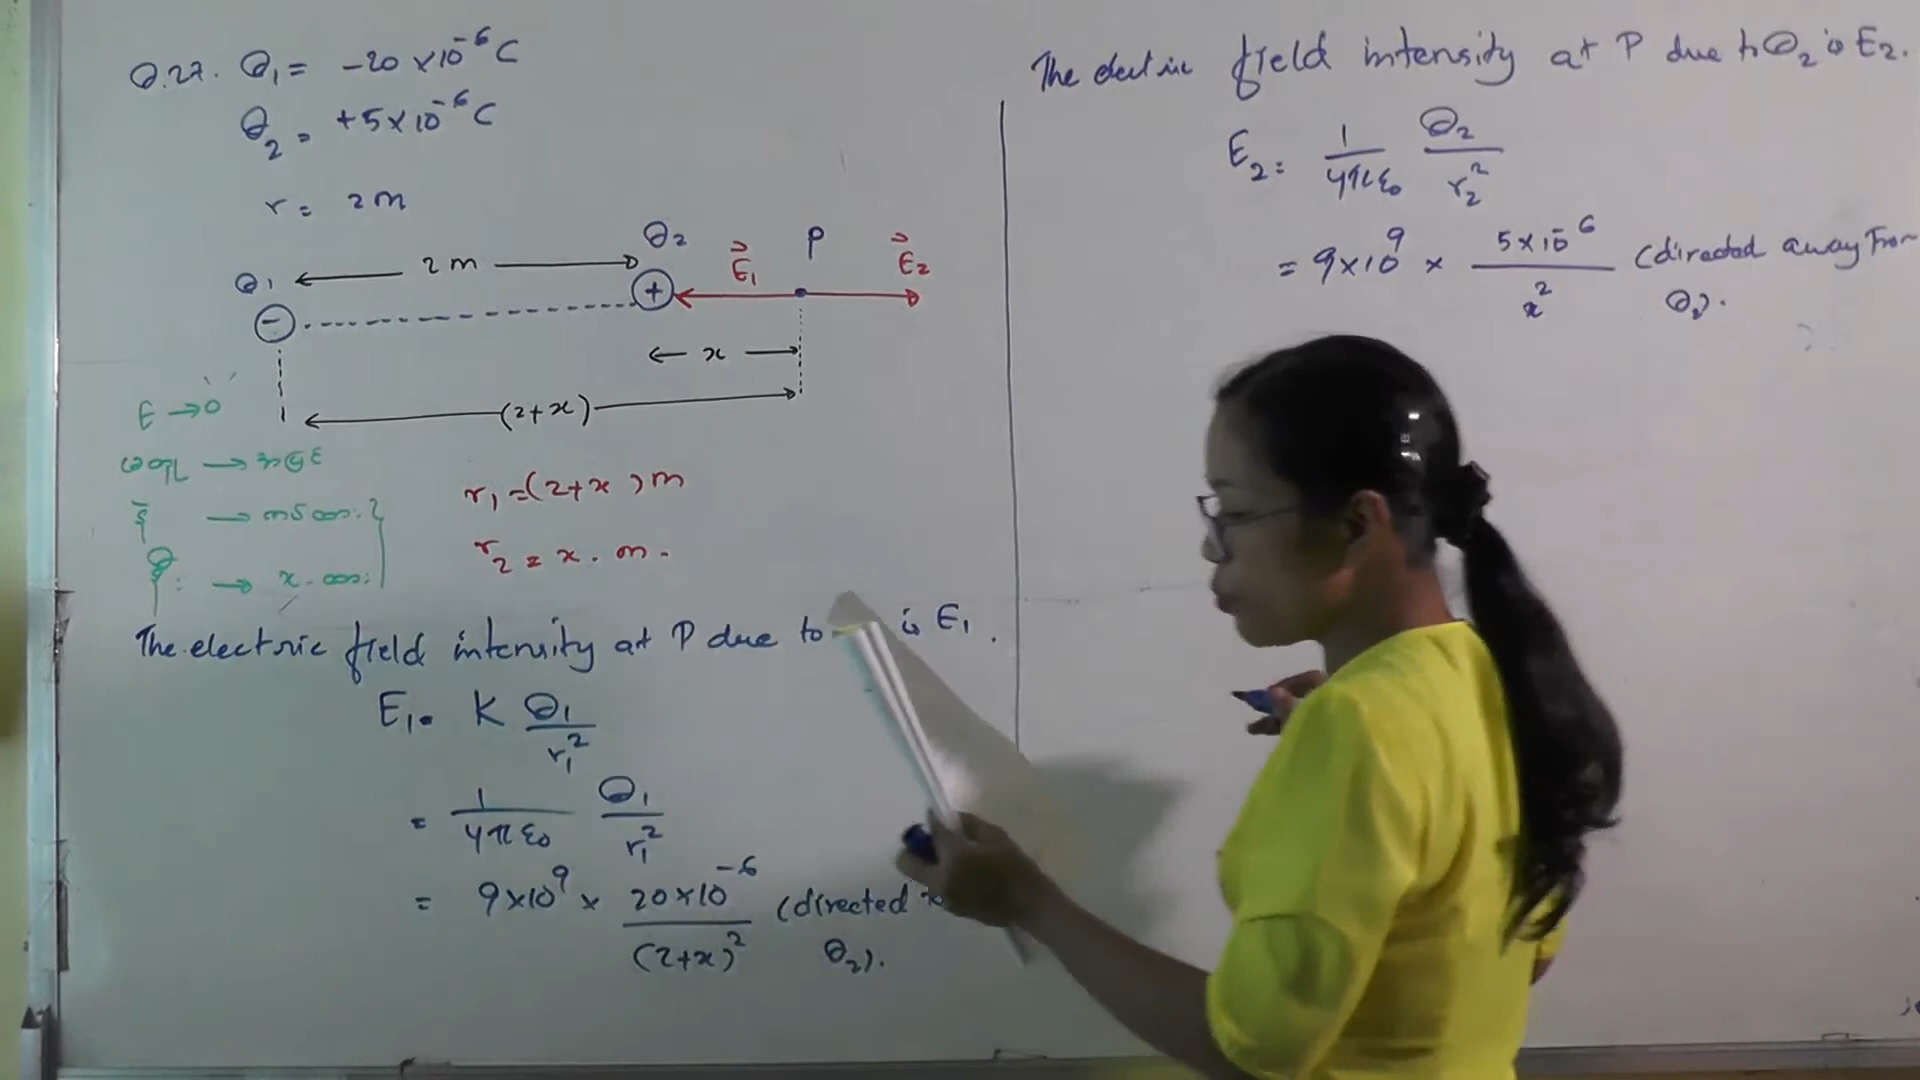 Q.27. Q₁ = -20 × 10⁻⁶ C
Q₂ = +5 × 10⁻⁶ C
r = 2 m
Q₁ 2 m Q₂ E₁ P E₂
- +
x
(2+x)
E → 0
r₁ = (2+x) m
r₂ = x . m .
The electric field intensity at P due to is E₁ .
E₁ = K Q₁/r₁²
= 1/4πε₀ Q₁/r₁²
= 9×10⁹ × 20×10⁻⁶/(2+x)² (directed
Q₂).
The electric field intensity at P due to Q₂ is E₂.
E₂ = 1/4πε₀ Q₂/r₂²
= 9×10⁹ × 5×10⁻⁶/x² (directed away from
Q₂).